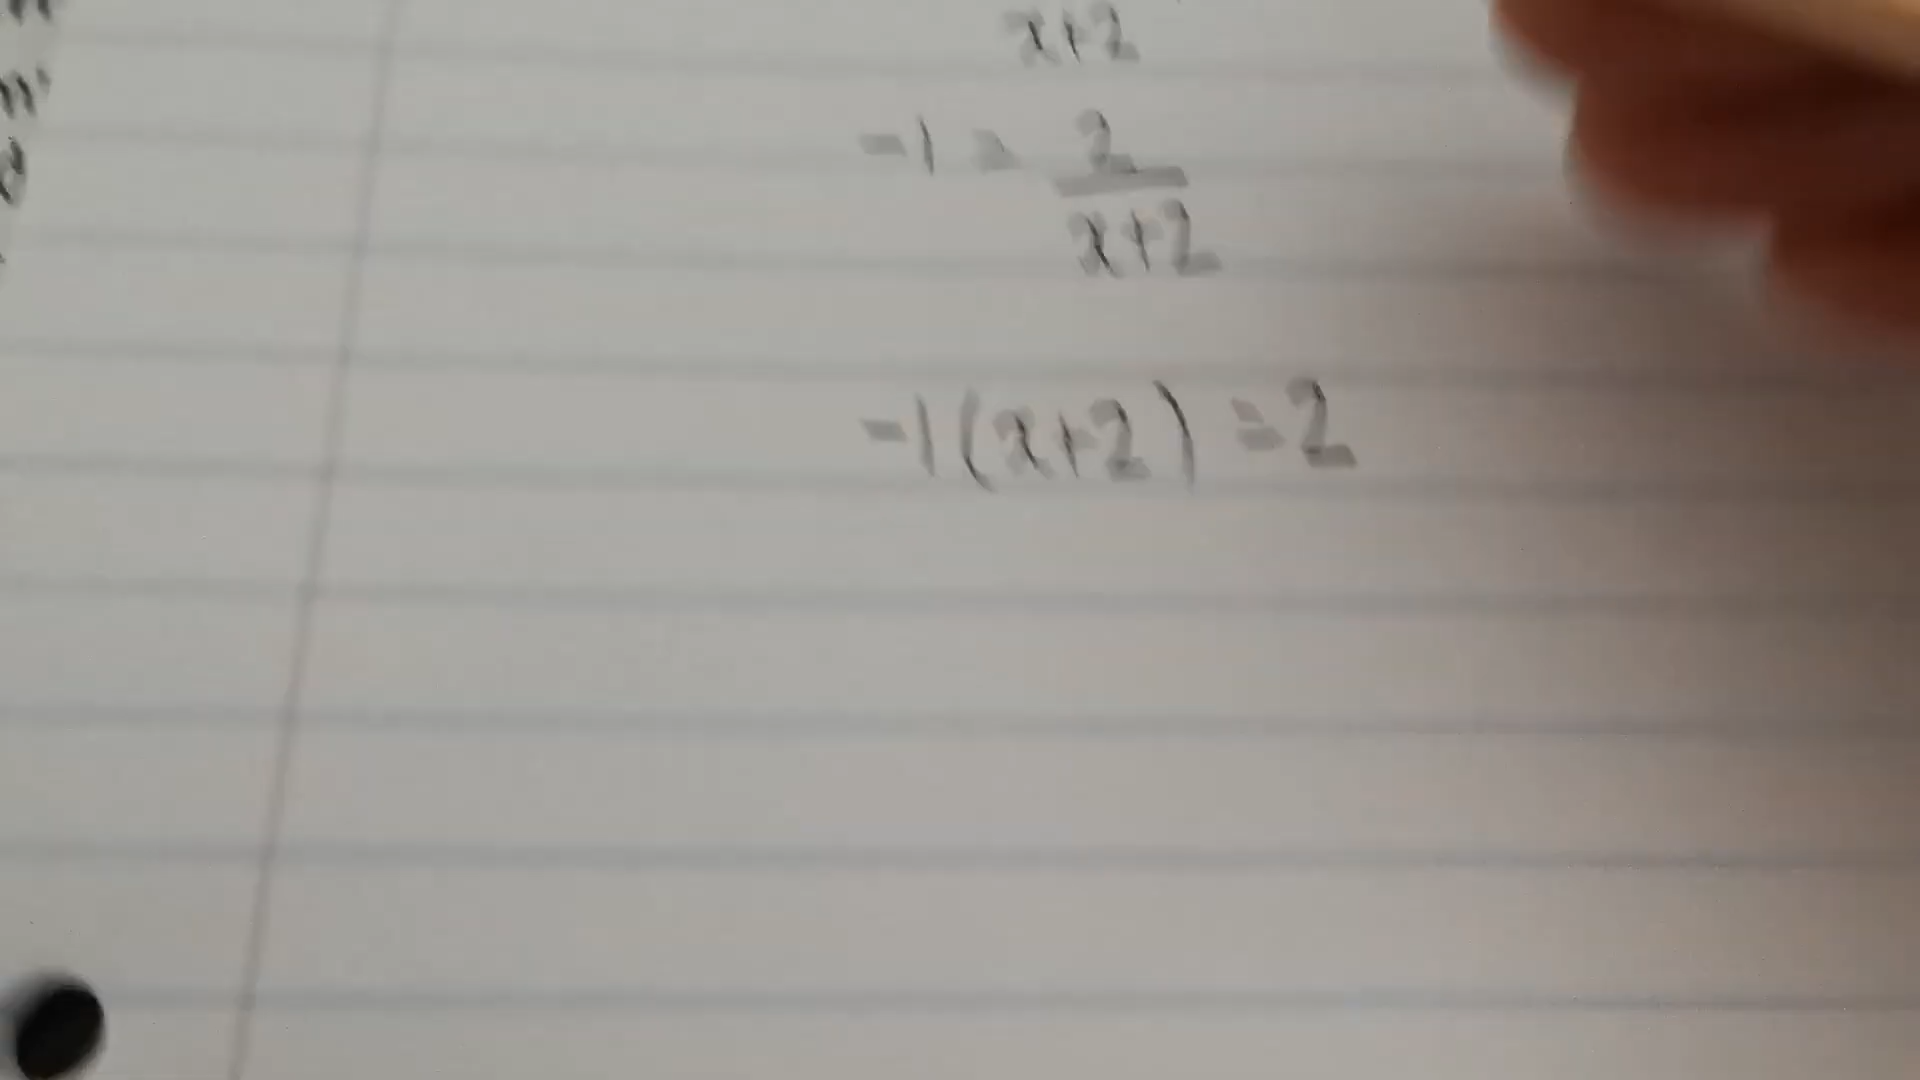 x+2
-1 = 2
x+2
-1(x+2) = 2